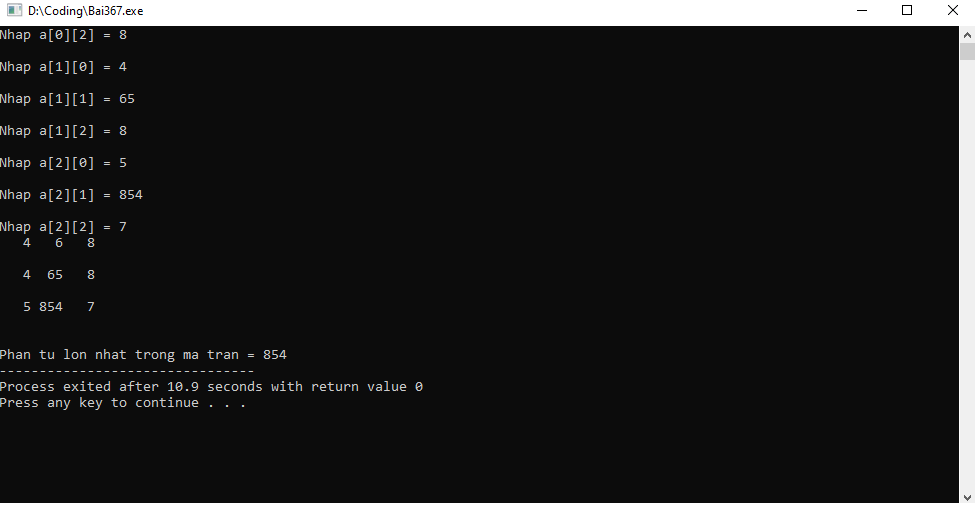 D:\Coding\Bai367.exe
Nhap a[0][2] = 8
Nhap a[1][0] = 4
Nhap a[1][1] = 65
Nhap a[1][2] = 8
Nhap a[2][0] = 5
Nhap a[2][1] = 854
Nhap a[2][2] = 7
   4   6   8
   4  65   8
   5 854   7
Phan tu lon nhat trong ma tran = 854
--------------------------------
Process exited after 10.9 seconds with return value 0
Press any key to continue . . .